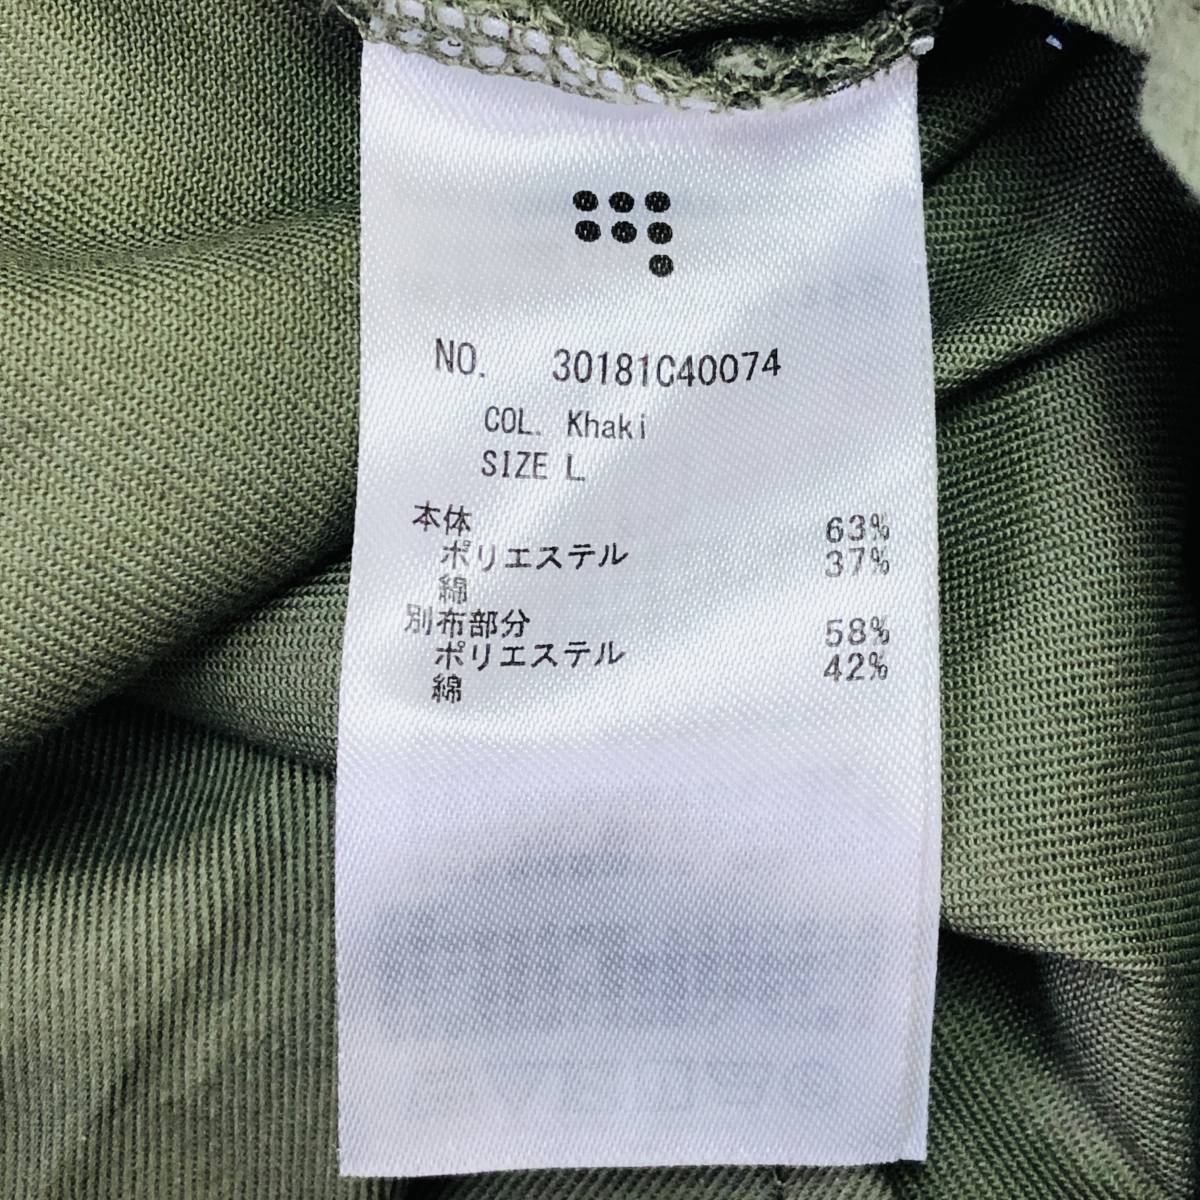 NO. 30181C40074
COL. Khaki
SIZE L
本体
ポリエステル 63%
綿 37%
別布部分
ポリエステル 58%
綿 42%